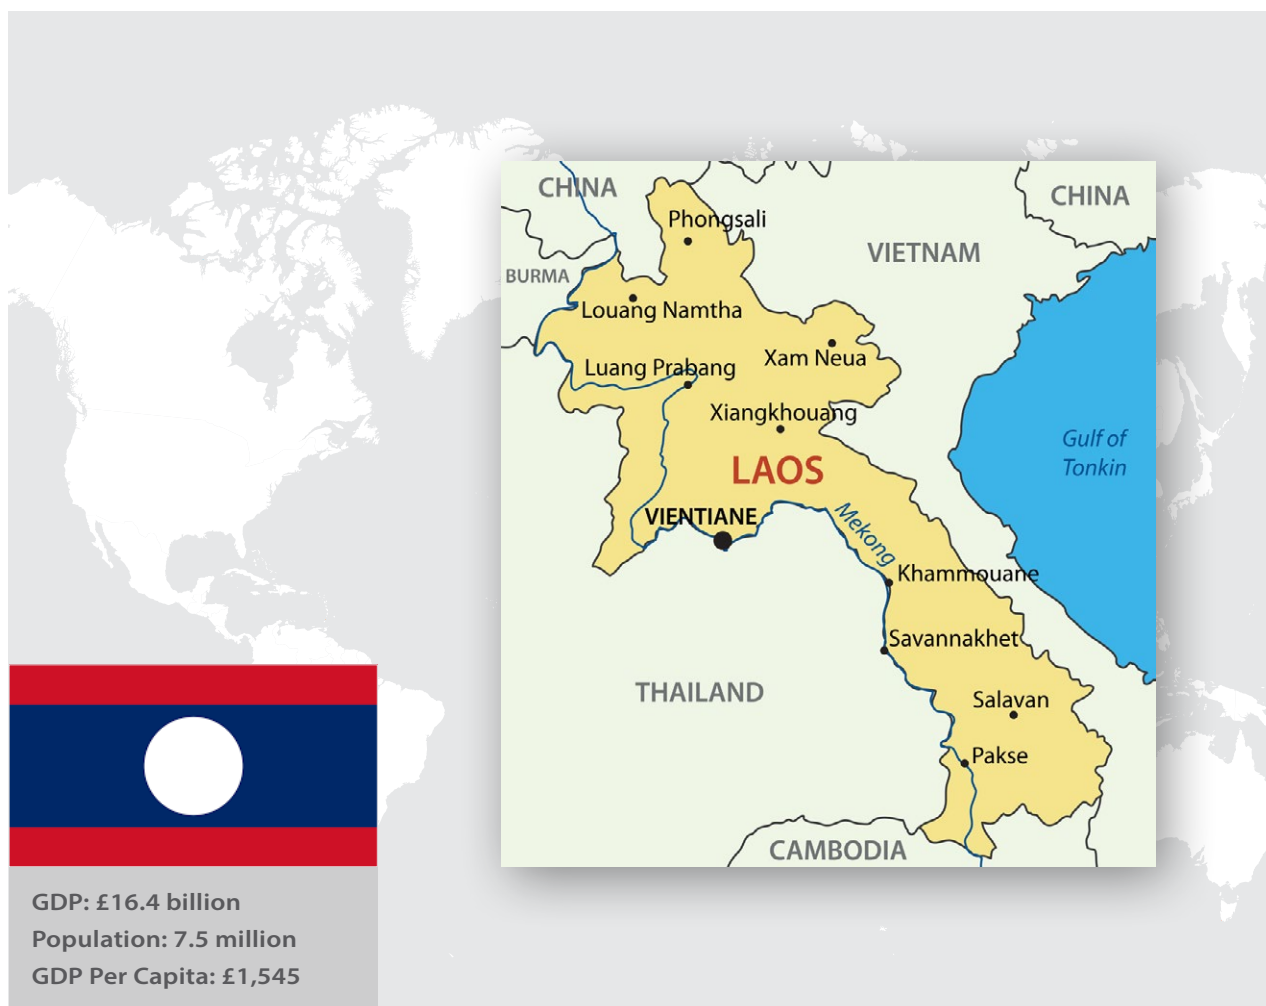 CHINA
CHINA
Phongsali
VIETNAM
BURMA
Louang Namtha
Xam Neua
Luang Prabang
Xiangkhouang
Gulf of
Tonkin
LAOS
VIENTIANE
Mekong
Khammouane
Savannakhet
THAILAND
Salavan
Pakse
CAMBODIA
GDP: £16.4 billion
Population: 7.5 million
GDP Per Capita: £1,545